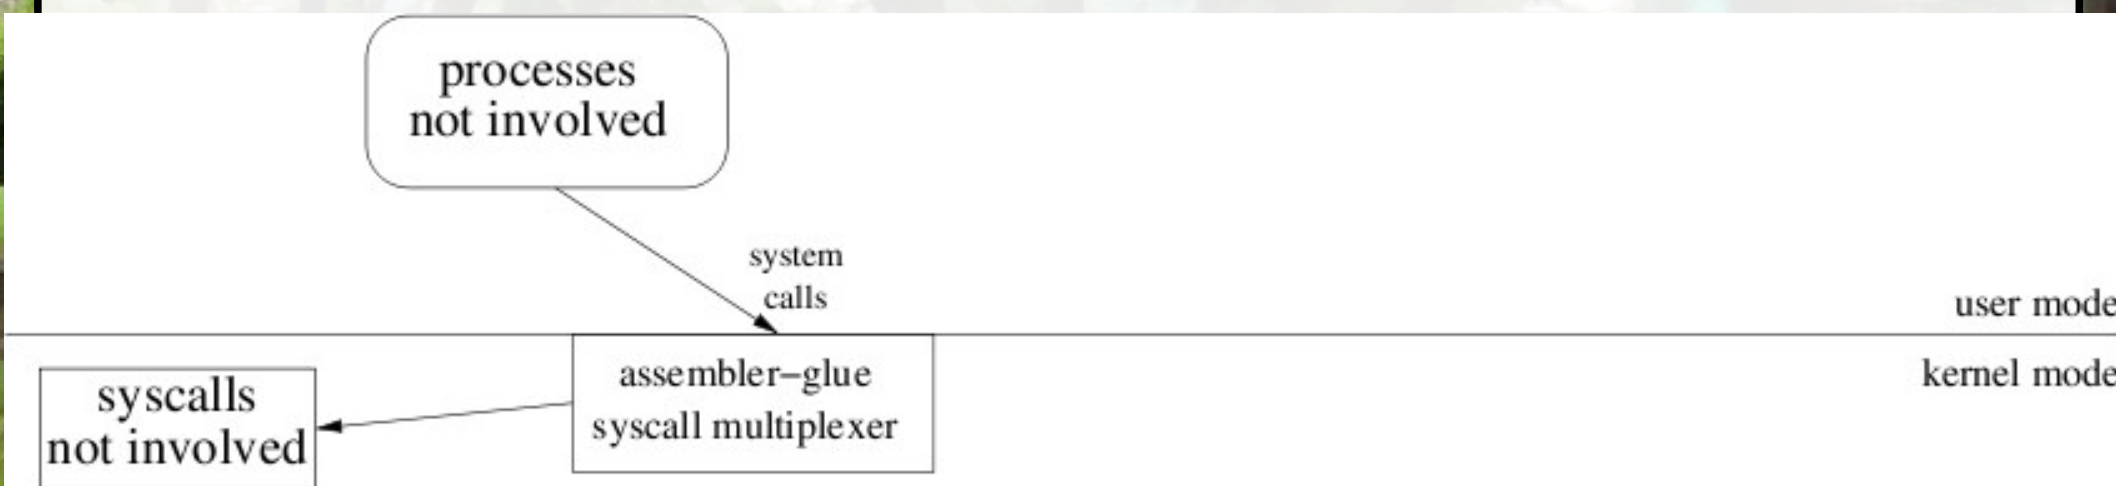 processes
not involved
system
calls
user mode
assembler–glue
kernel mode
syscall multiplexer
syscalls
not involved